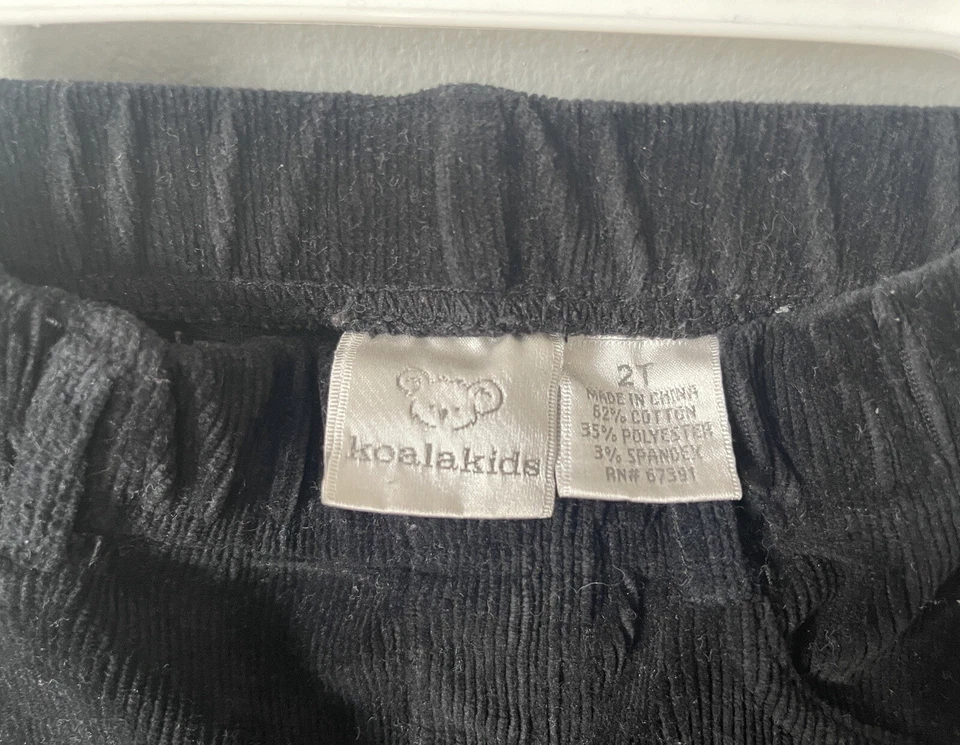 koalakids
2T
MADE IN CHINA
62% COTTON
35% POLYESTER
3% SPANDEX
RN# 67391